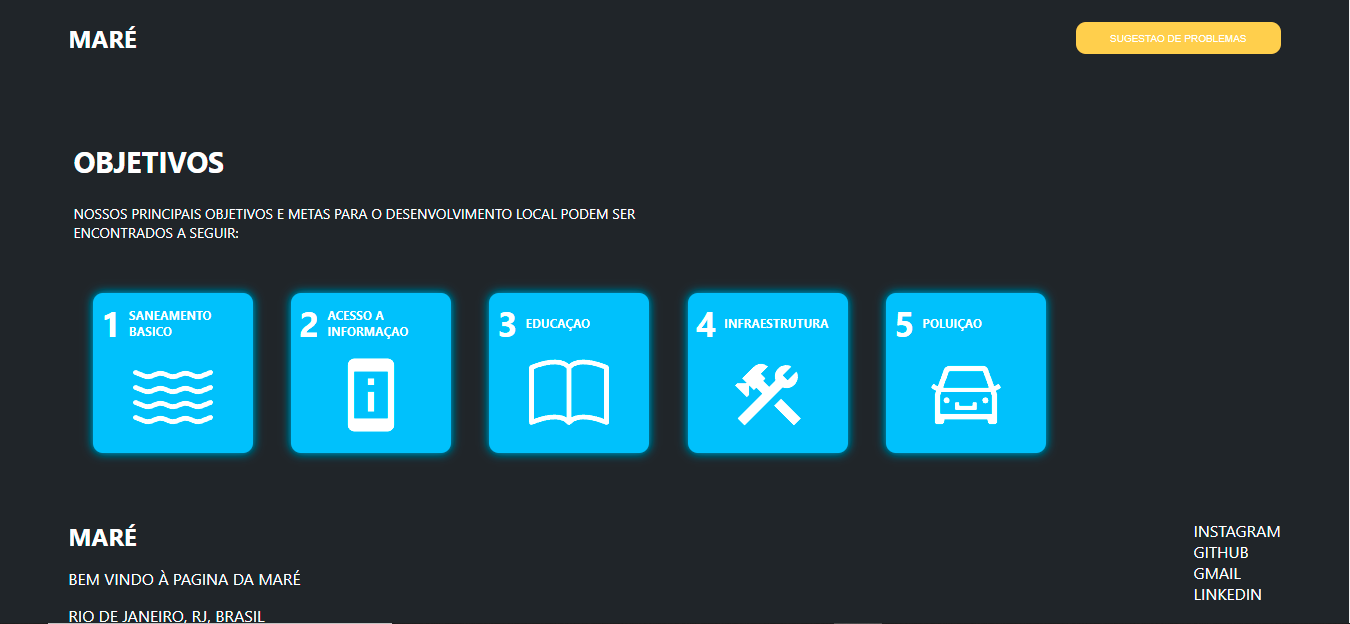 MARÉ
SUGESTAO DE PROBLEMAS
OBJETIVOS
NOSSOS PRINCIPAIS OBJETIVOS E METAS PARA O DESENVOLVIMENTO LOCAL PODEM SER
ENCONTRADOS A SEGUIR:
1 SANEAMENTO
BASICO
2 ACESSO A
INFORMAÇAO
3 EDUCAÇAO
4 INFRAESTRUTURA
5 POLUIÇAO
MARÉ
BEM VINDO À PAGINA DA MARÉ
RIO DE JANEIRO, RJ, BRASIL
INSTAGRAM
GITHUB
GMAIL
LINKEDIN